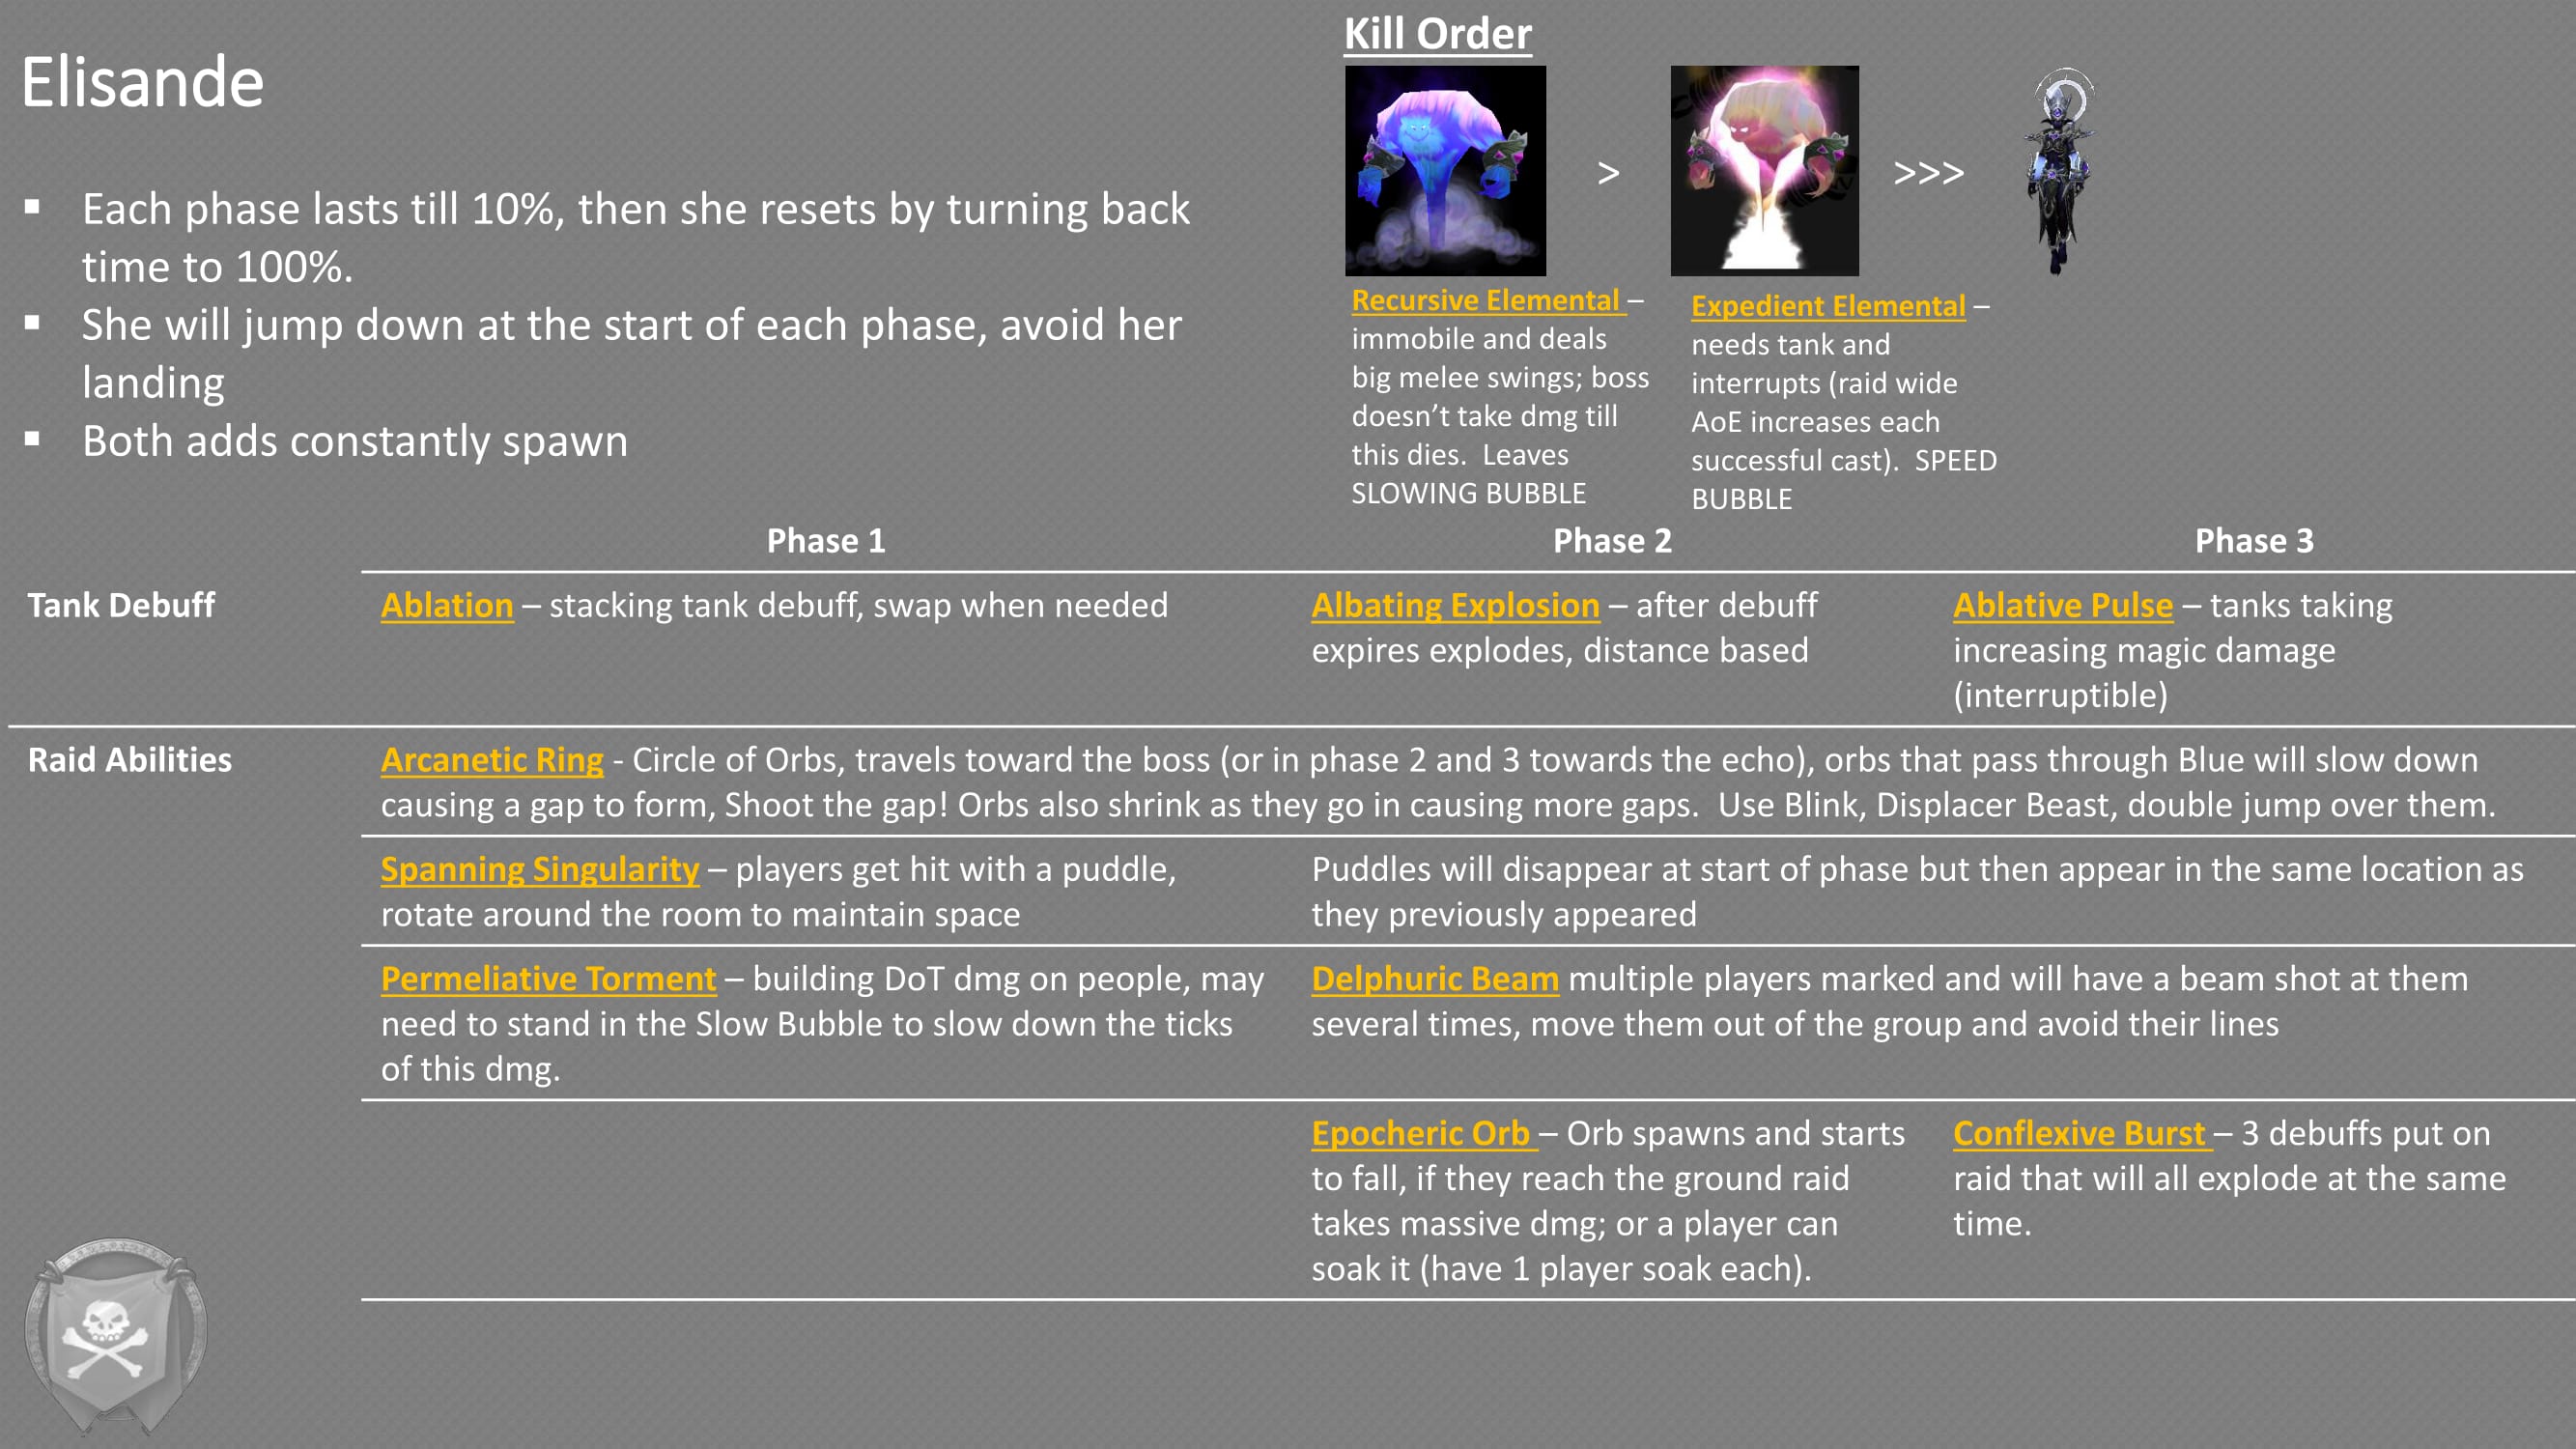 Elisande
▪ Each phase lasts till 10%, then she resets by turning back
time to 100%.
▪ She will jump down at the start of each phase, avoid her
landing
▪ Both adds constantly spawn
Kill Order
>
>>>
Recursive Elemental –
immobile and deals
big melee swings; boss
doesn’t take dmg till
this dies.  Leaves
SLOWING BUBBLE
Expedient Elemental –
needs tank and
interrupts (raid wide
AoE increases each
successful cast).  SPEED
BUBBLE
Phase 1
Phase 2
Phase 3
Tank Debuff
Ablation – stacking tank debuff, swap when needed
Albating Explosion – after debuff
expires explodes, distance based
Ablative Pulse – tanks taking
increasing magic damage
(interruptible)
Raid Abilities
Arcanetic Ring - Circle of Orbs, travels toward the boss (or in phase 2 and 3 towards the echo), orbs that pass through Blue will slow down
causing a gap to form, Shoot the gap! Orbs also shrink as they go in causing more gaps.  Use Blink, Displacer Beast, double jump over them.
Spanning Singularity – players get hit with a puddle,
rotate around the room to maintain space
Puddles will disappear at start of phase but then appear in the same location as
they previously appeared
Permeliative Torment – building DoT dmg on people, may
need to stand in the Slow Bubble to slow down the ticks
of this dmg.
Delphuric Beam multiple players marked and will have a beam shot at them
several times, move them out of the group and avoid their lines
Epocheric Orb – Orb spawns and starts
to fall, if they reach the ground raid
takes massive dmg; or a player can
soak it (have 1 player soak each).
Conflexive Burst – 3 debuffs put on
raid that will all explode at the same
time.